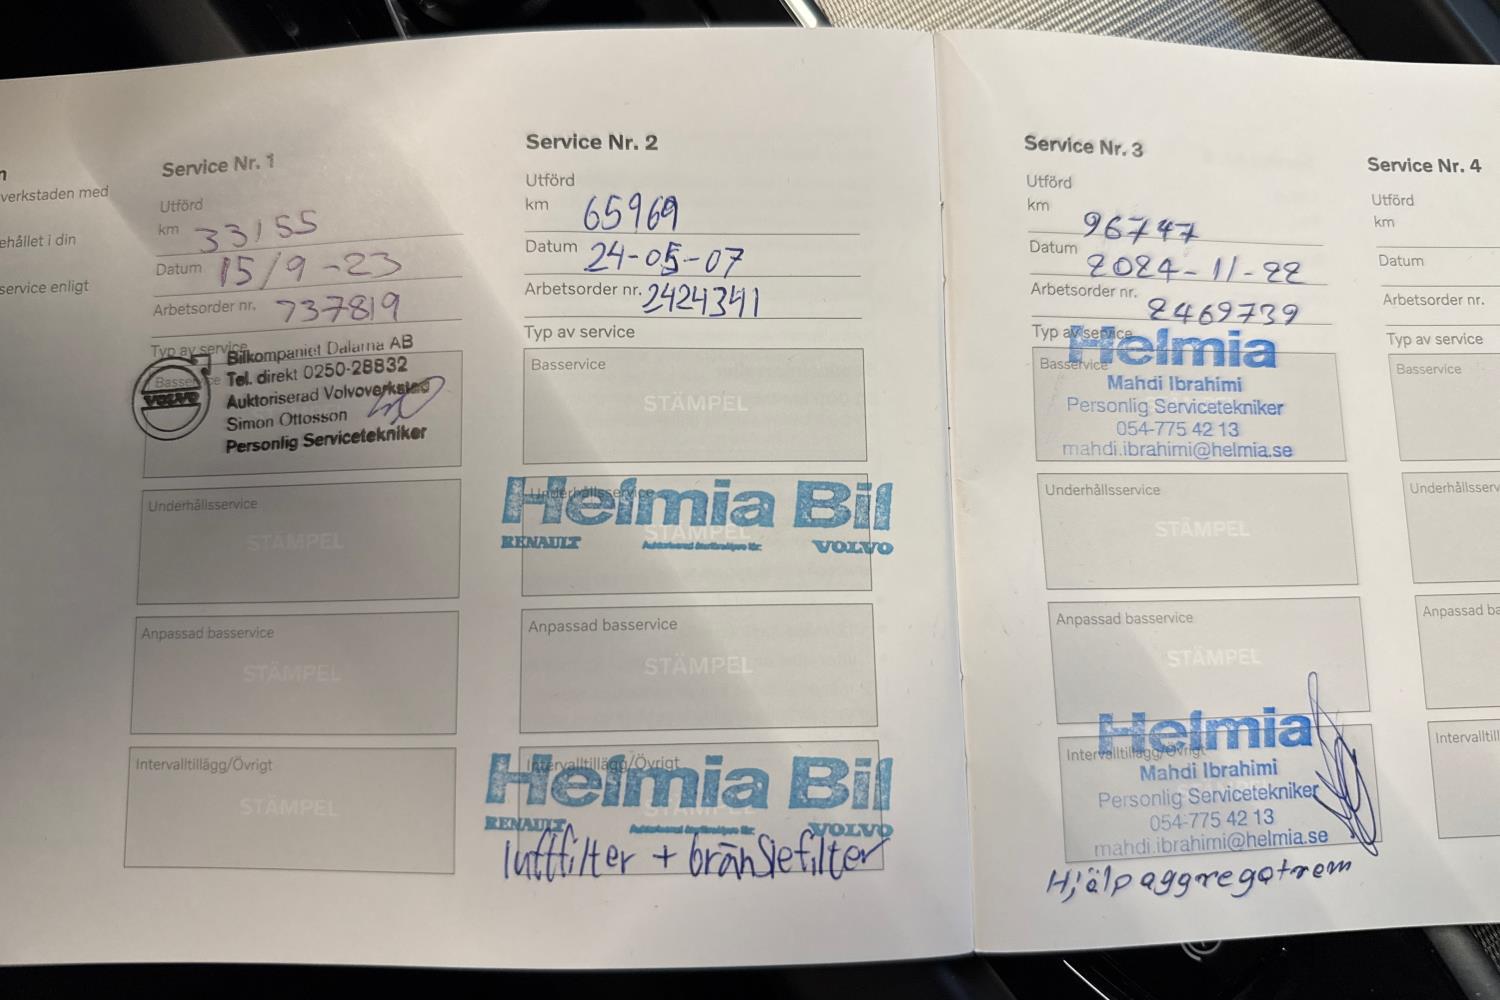 n
verkstaden med
ehållet i din
service enligt
Service Nr. 1
Utförd
km 33155
Datum 15/9-23
Arbetsorder nr. 737819
Typ av service
Basservice
VOLVO
Bilkompaniet Dalarna AB
Tel. direkt 0250-28832
Auktoriserad Volvoverkstad
Simon Ottosson
Personlig Servicetekniker
Underhållsservice
STÄMPEL
Anpassad basservice
STÄMPEL
Intervalltillägg/Övrigt
STÄMPEL
Service Nr. 2
Utförd
km 65969
Datum 24-05-07
Arbetsorder nr. 2424341
Typ av service
Basservice
STÄMPEL
Underhållsservice
STÄMPEL
Helmia Bil
RENAULT VOLVO
Anpassad basservice
STÄMPEL
Intervalltillägg/Övrigt
Helmia Bil
RENAULT VOLVO
luftfilter + bränslefilter
Service Nr. 3
Utförd
km 96747
Datum 2024-11-22
Arbetsorder nr. 2469739
Typ av service
Basservice
Helmia
Mahdi Ibrahimi
Personlig Servicetekniker
054-775 42 13
mahdi.ibrahimi@helmia.se
Underhållsservice
STÄMPEL
Anpassad basservice
STÄMPEL
Intervalltillägg/Övrigt
Helmia
Mahdi Ibrahimi
Personlig Servicetekniker
054-775 42 13
mahdi.ibrahimi@helmia.se
Hjälpaggregatrem
Service Nr. 4
Utförd
km
Datum
Arbetsorder nr.
Typ av service
Basservice
Underhållsserv
Anpassad ba
Intervalltill